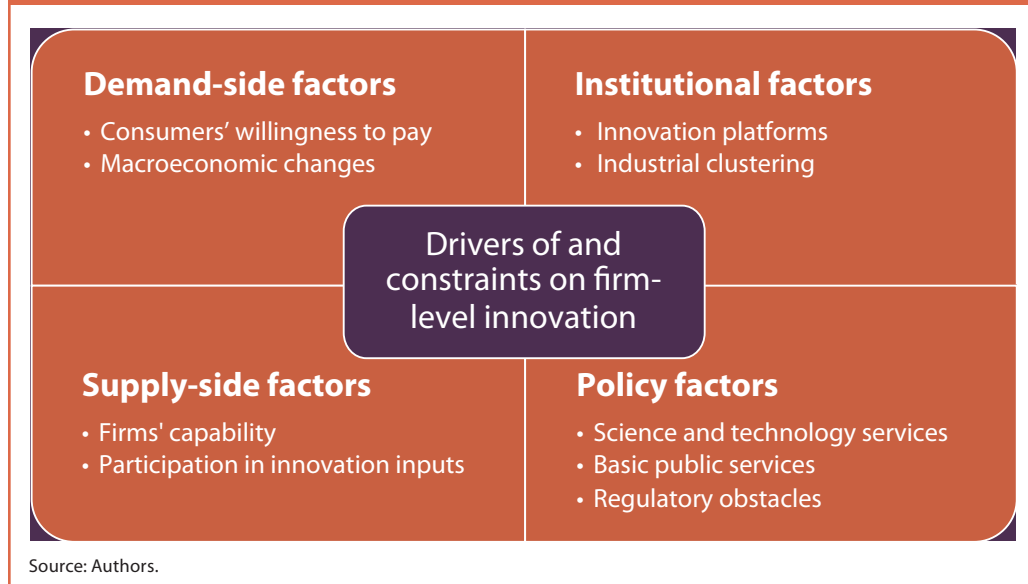 Demand-side factors
• Consumers’ willingness to pay
• Macroeconomic changes
Institutional factors
• Innovation platforms
• Industrial clustering
Drivers of and
constraints on firm-
level innovation
Supply-side factors
• Firms' capability
• Participation in innovation inputs
Policy factors
• Science and technology services
• Basic public services
• Regulatory obstacles
Source: Authors.